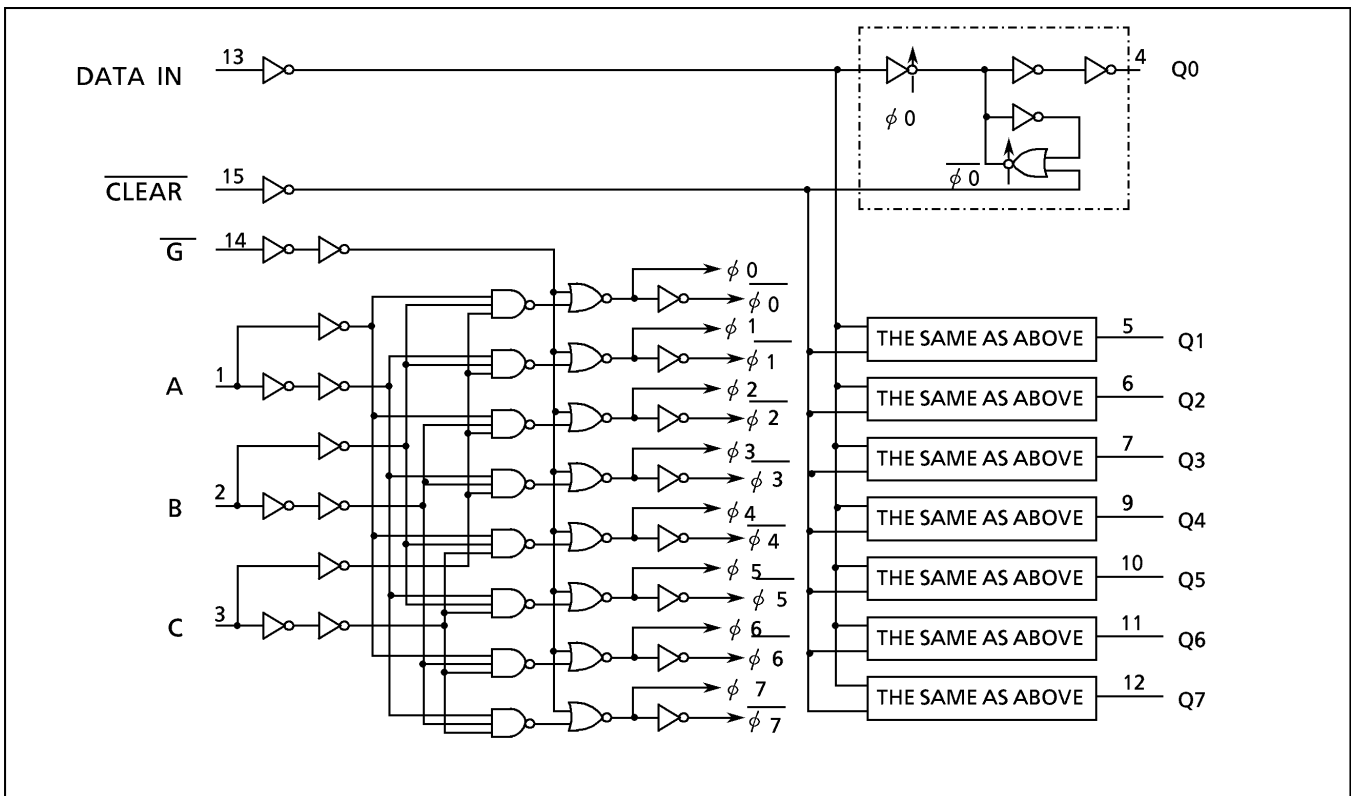 DATA IN 13
4 Q0
ϕ 0
ϕ̅ 0̅
C̅L̅E̅A̅R̅ 15
G̅ 14
ϕ 0
ϕ̅ 0̅
ϕ 1
ϕ̅ 1̅
A 1
ϕ 2
ϕ̅ 2̅
ϕ 3
ϕ̅ 3̅
B 2
ϕ 4
ϕ̅ 4̅
ϕ 5
ϕ̅ 5̅
C 3
ϕ 6
ϕ̅ 6̅
ϕ 7
ϕ̅ 7̅
THE SAME AS ABOVE 5 Q1
THE SAME AS ABOVE 6 Q2
THE SAME AS ABOVE 7 Q3
THE SAME AS ABOVE 9 Q4
THE SAME AS ABOVE 10 Q5
THE SAME AS ABOVE 11 Q6
THE SAME AS ABOVE 12 Q7